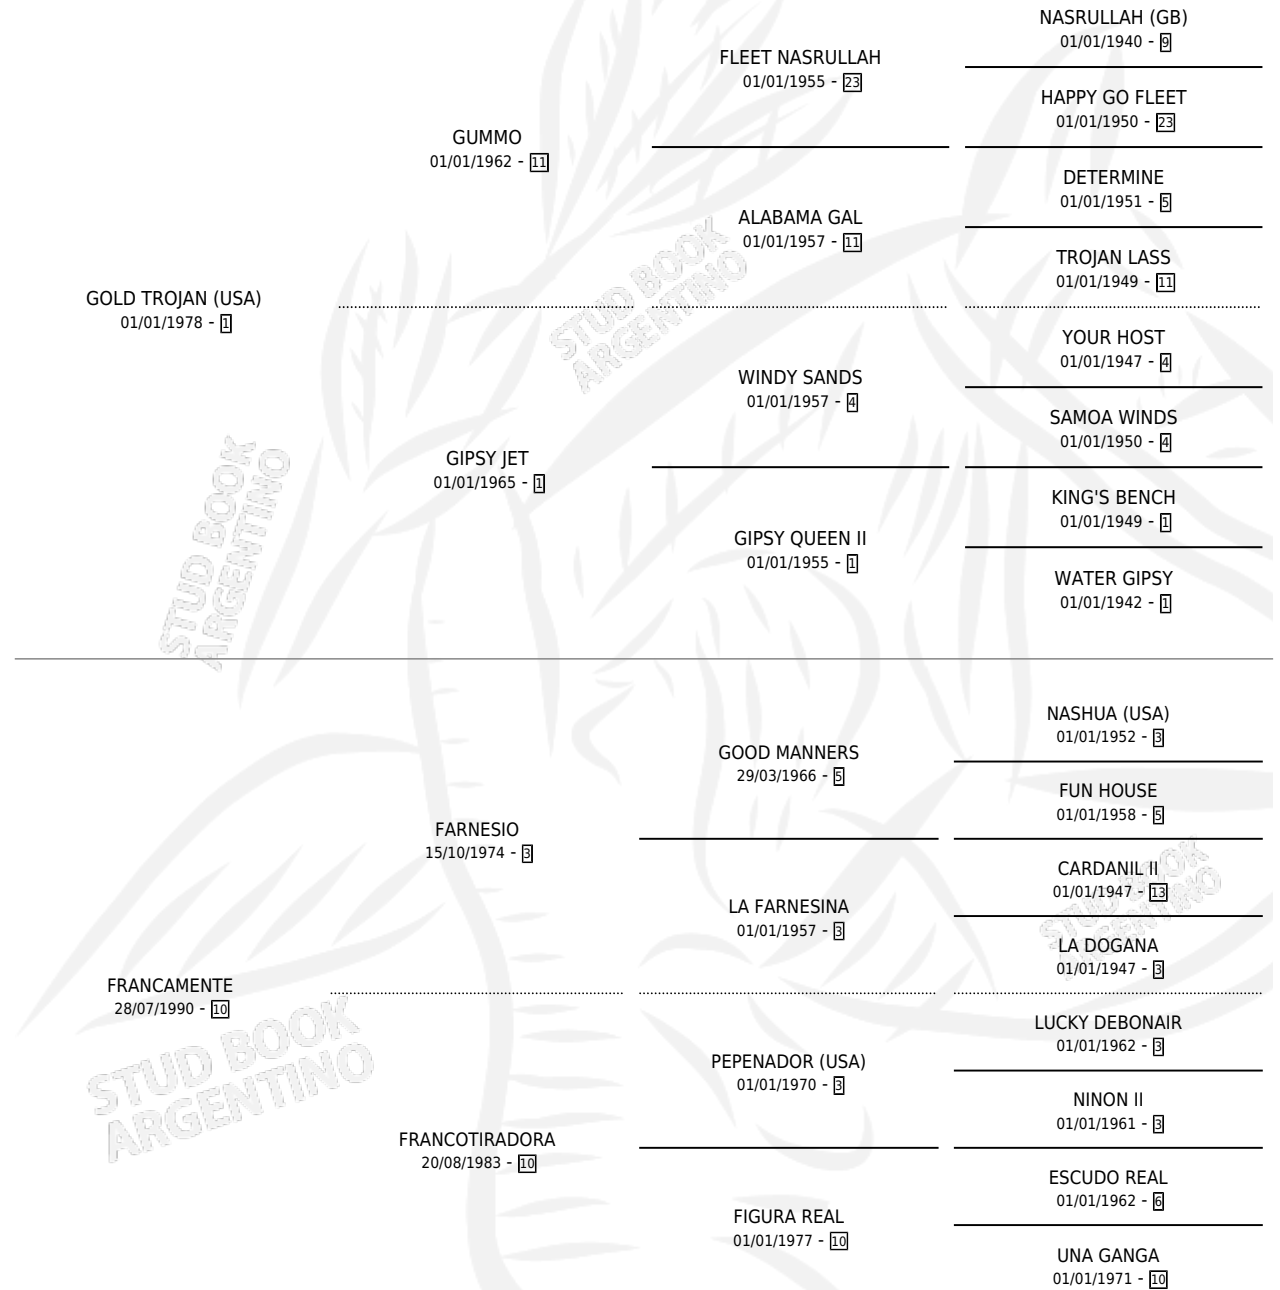 NASRULLAH (GB)
01/01/1940 - 9
FLEET NASRULLAH
01/01/1955 - 23
HAPPY GO FLEET
01/01/1950 - 23
GUMMO
01/01/1962 - 11
DETERMINE
01/01/1951 - 5
ALABAMA GAL
01/01/1957 - 11
TROJAN LASS
01/01/1949 - 11
GOLD TROJAN (USA)
01/01/1978 - 1
YOUR HOST
01/01/1947 - 4
WINDY SANDS
01/01/1957 - 4
SAMOA WINDS
01/01/1950 - 4
GIPSY JET
01/01/1965 - 1
KING'S BENCH
01/01/1949 - 1
GIPSY QUEEN II
01/01/1955 - 1
WATER GIPSY
01/01/1942 - 1
STUD BOOK
ARGENTINO
STUD BOOK
ARGENTINO
NASHUA (USA)
01/01/1952 - 3
GOOD MANNERS
29/03/1966 - 5
FUN HOUSE
01/01/1958 - 5
FARNESIO
15/10/1974 - 3
CARDANIL II
01/01/1947 - 13
LA FARNESINA
01/01/1957 - 3
LA DOGANA
01/01/1947 - 3
FRANCAMENTE
28/07/1990 - 10
LUCKY DEBONAIR
01/01/1962 - 3
PEPENADOR (USA)
01/01/1970 - 3
NINON II
01/01/1961 - 3
FRANCOTIRADORA
20/08/1983 - 10
ESCUDO REAL
01/01/1962 - 6
FIGURA REAL
01/01/1977 - 10
UNA GANGA
01/01/1971 - 10
STUD BOOK
ARGENTINO
STUD BOOK
ARGENTINO